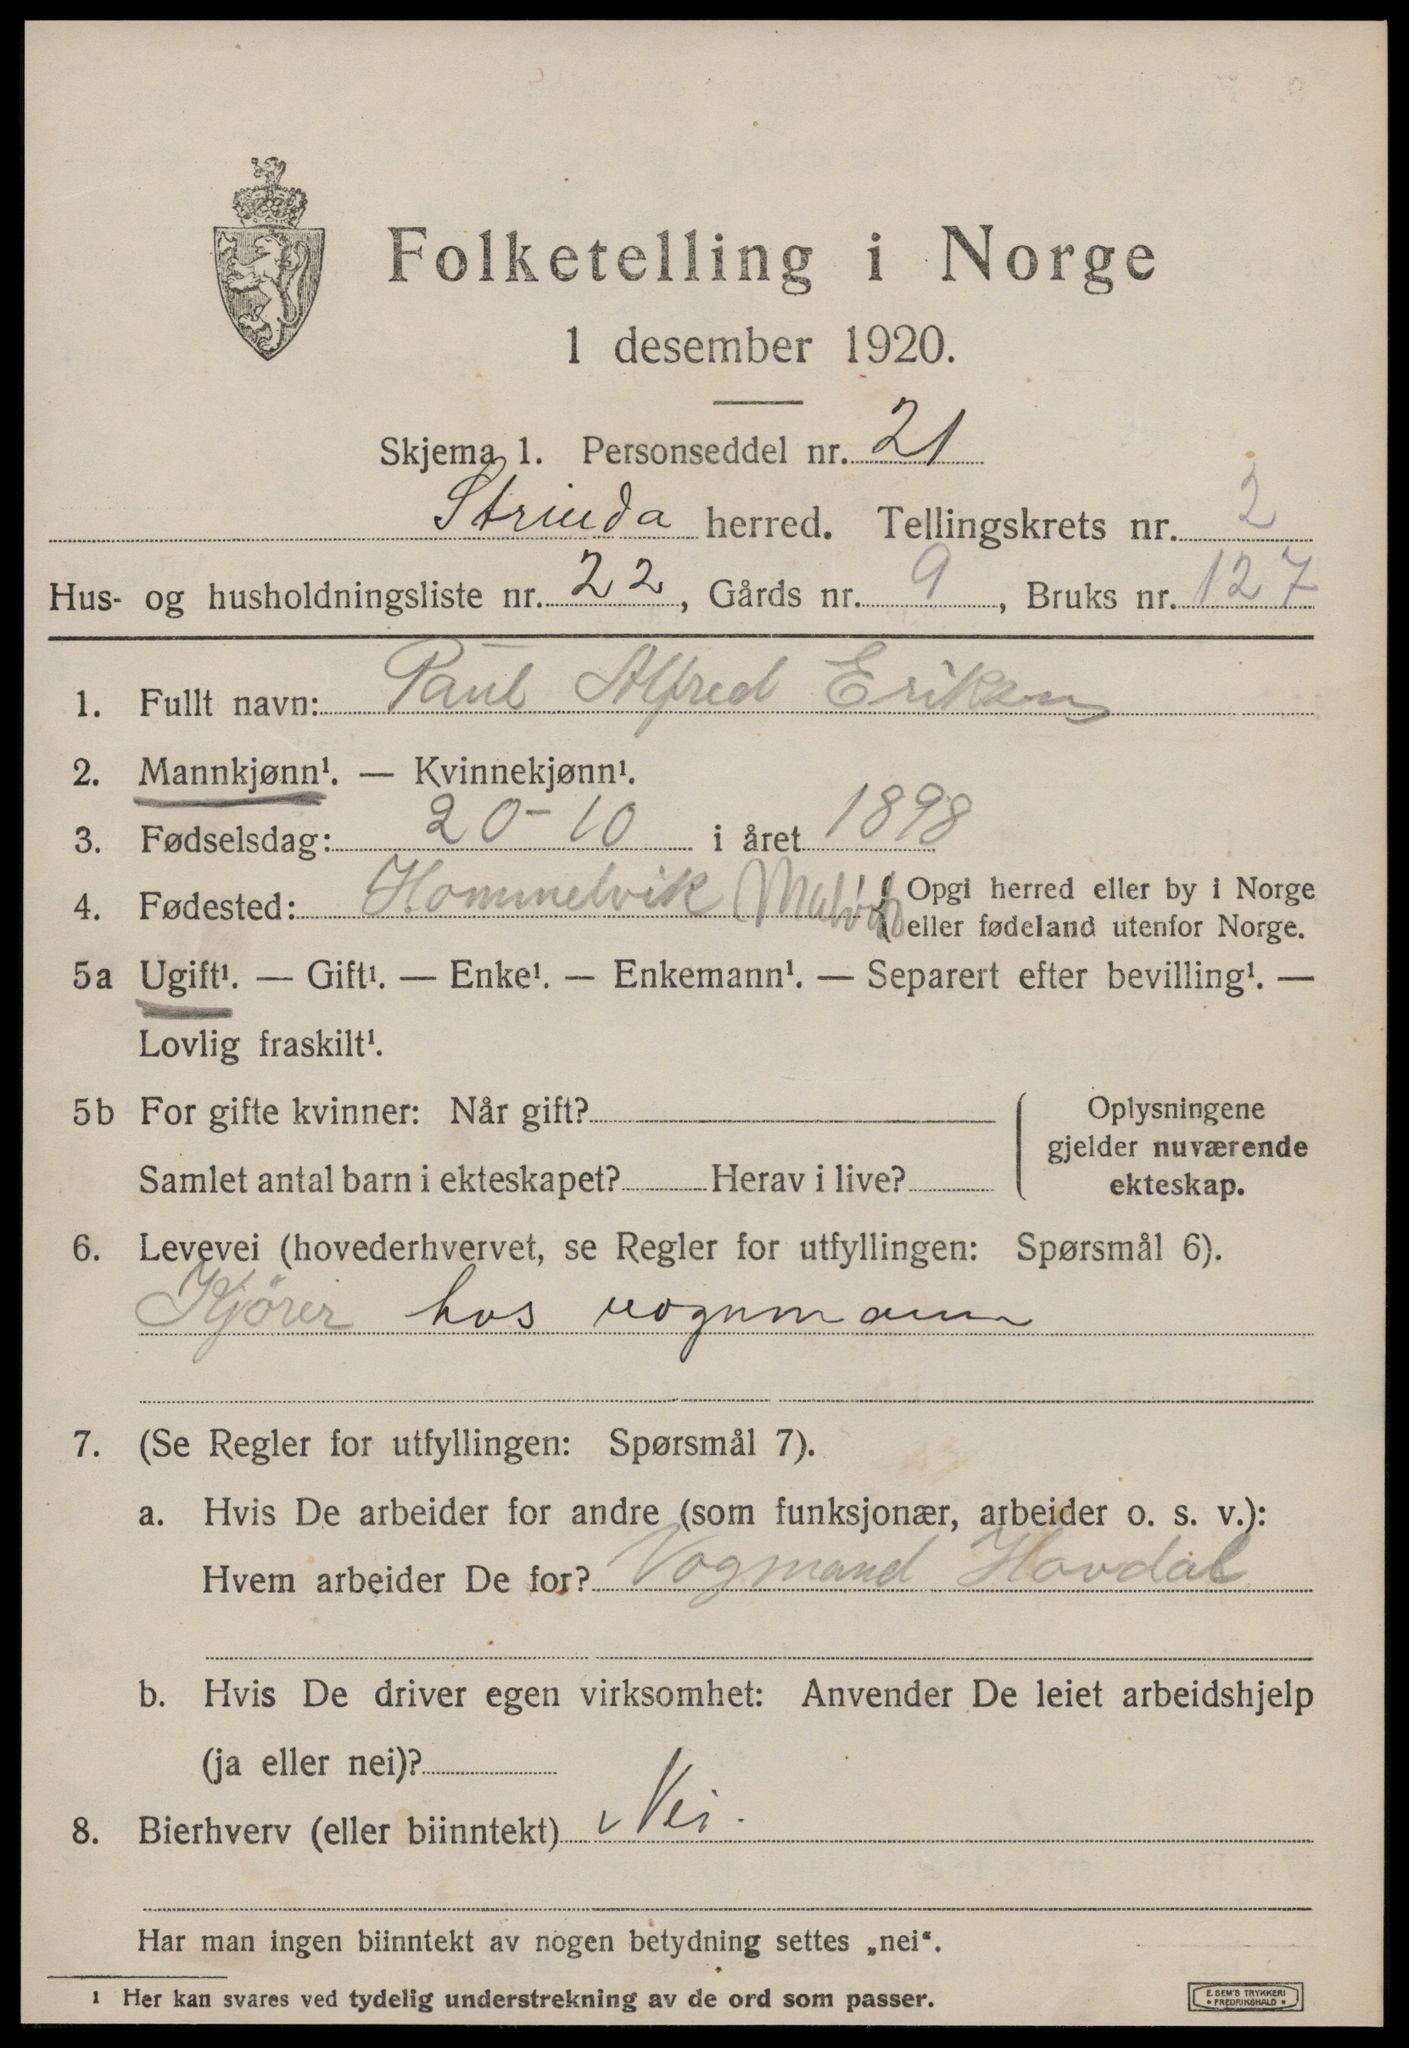 Folketelling i Norge
1 desember 1920.
Skjema 1. Personseddel nr. 21
Strinda herred. Tellingskrets nr. 2
Hus- og husholdningsliste nr. 22, Gårds nr. 9, Bruks nr. 127
1. Fullt navn: Paul Alfred Eriksen
2. Mannkjønn¹. — Kvinnekjønn¹.
3. Fødselsdag: 20-10 i året 1898
4. Fødested: Hommelvik Malvik { Opgi herred eller by i Norge
eller fødeland utenfor Norge.
5a Ugift¹. — Gift¹. — Enke¹. — Enkemann¹. — Separert efter bevilling¹. —
Lovlig fraskilt¹.
5b For gifte kvinner: Når gift?
Samlet antal barn i ekteskapet? Herav i live?
Oplysningene
gjelder nuværende
ekteskap.
6. Levevei (hovederhvervet, se Regler for utfyllingen: Spørsmål 6).
Kjörer hos vognmann
7. (Se Regler for utfyllingen: Spørsmål 7).
a. Hvis De arbeider for andre (som funksjonær, arbeider o. s. v.):
Hvem arbeider De for? Vogmand Hovdal
b. Hvis De driver egen virksomhet: Anvender De leiet arbeidshjelp
(ja eller nei)?
8. Bierhverv (eller biinntekt) Nei.
Har man ingen biinntekt av nogen betydning settes „nei“.
1 Her kan svares ved tydelig understrekning av de ord som passer.
E. SEM'S TRYKKERI
FREDRIKSHALD